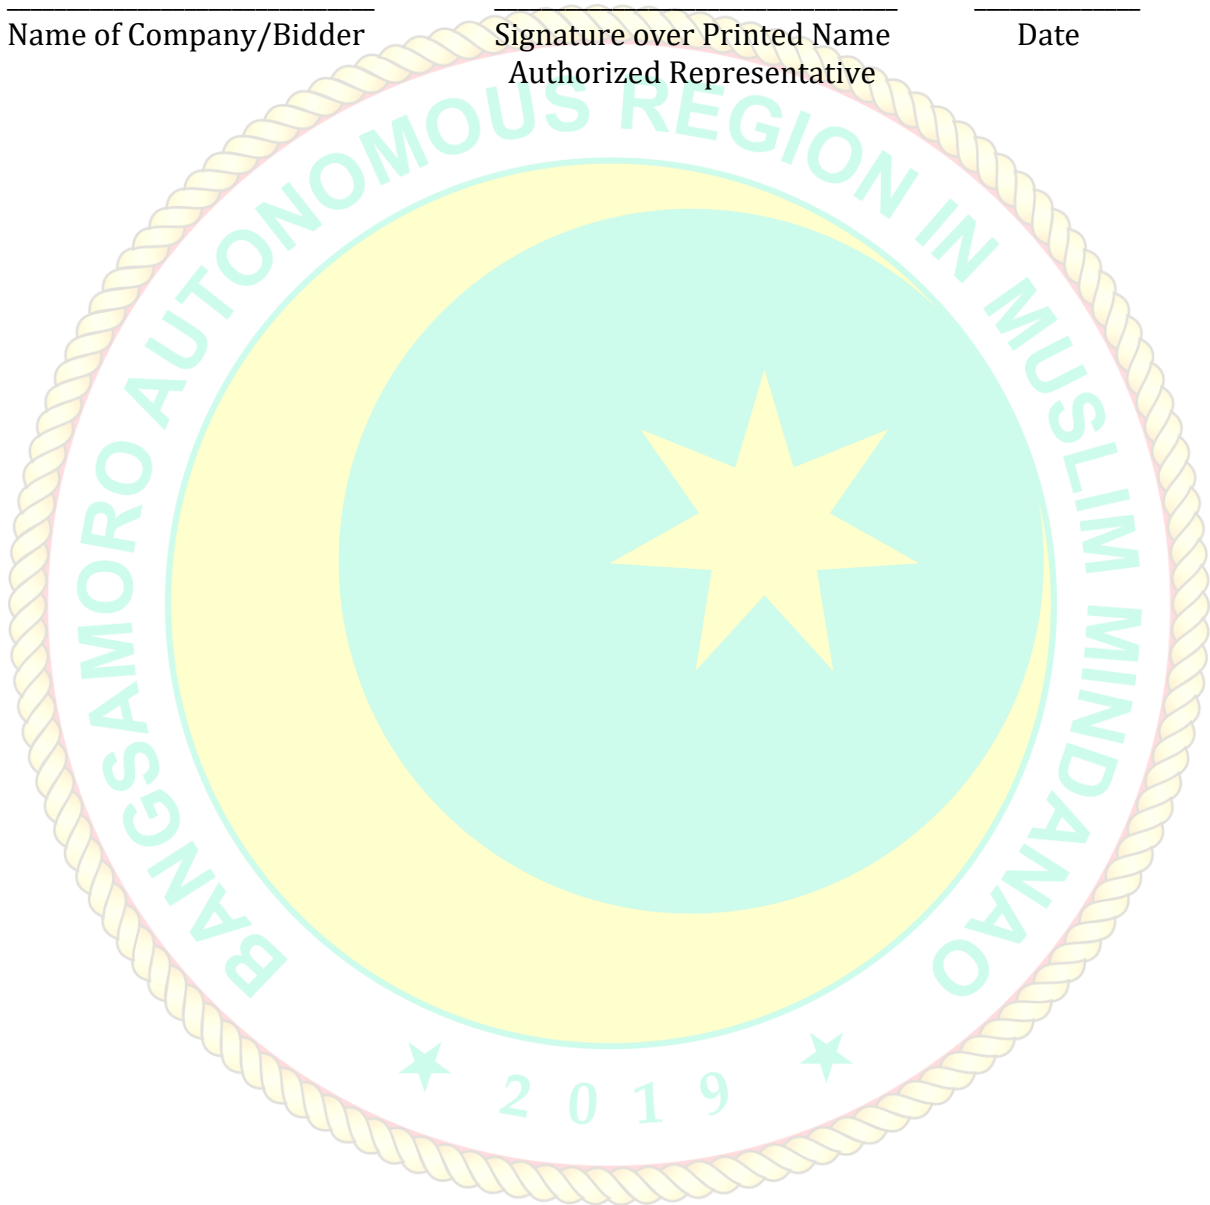 Name of Company/Bidder Signature over Printed Name Date
Authorized Representative
BANGSAMORO AUTONOMOUS REGION IN MUSLIM MINDANAO
2019